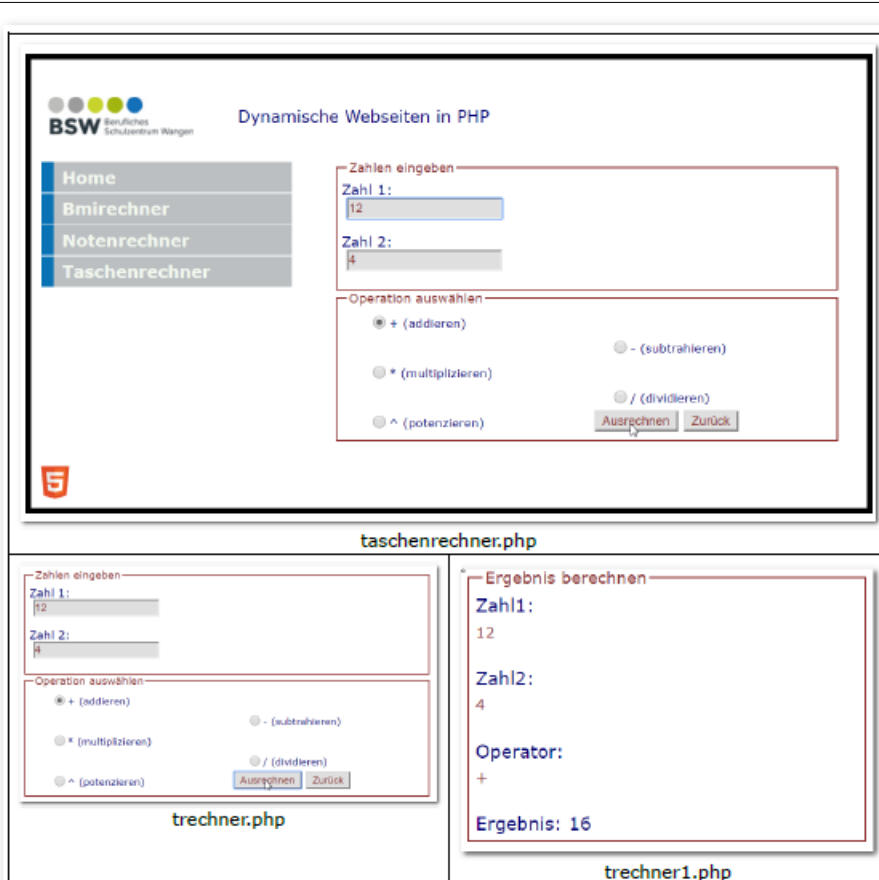 BSW Berufliches
Schulzentrum Wangen
Dynamische Webseiten in PHP
Home
Bmirechner
Notenrechner
Taschenrechner
Zahlen eingeben
Zahl 1:
12
Zahl 2:
4
Operation auswählen
+ (addieren)
- (subtrahieren)
* (multiplizieren)
/ (dividieren)
^ (potenzieren)
Ausrechnen Zurück
5
taschenrechner.php
Zahlen eingeben
Zahl 1:
12
Zahl 2:
4
Operation auswählen
+ (addieren)
- (subtrahieren)
* (multiplizieren)
/ (dividieren)
^ (potenzieren)
Ausrechnen Zurück
trechner.php
Ergebnis berechnen
Zahl1:
12
Zahl2:
4
Operator:
+
Ergebnis: 16
trechner1.php